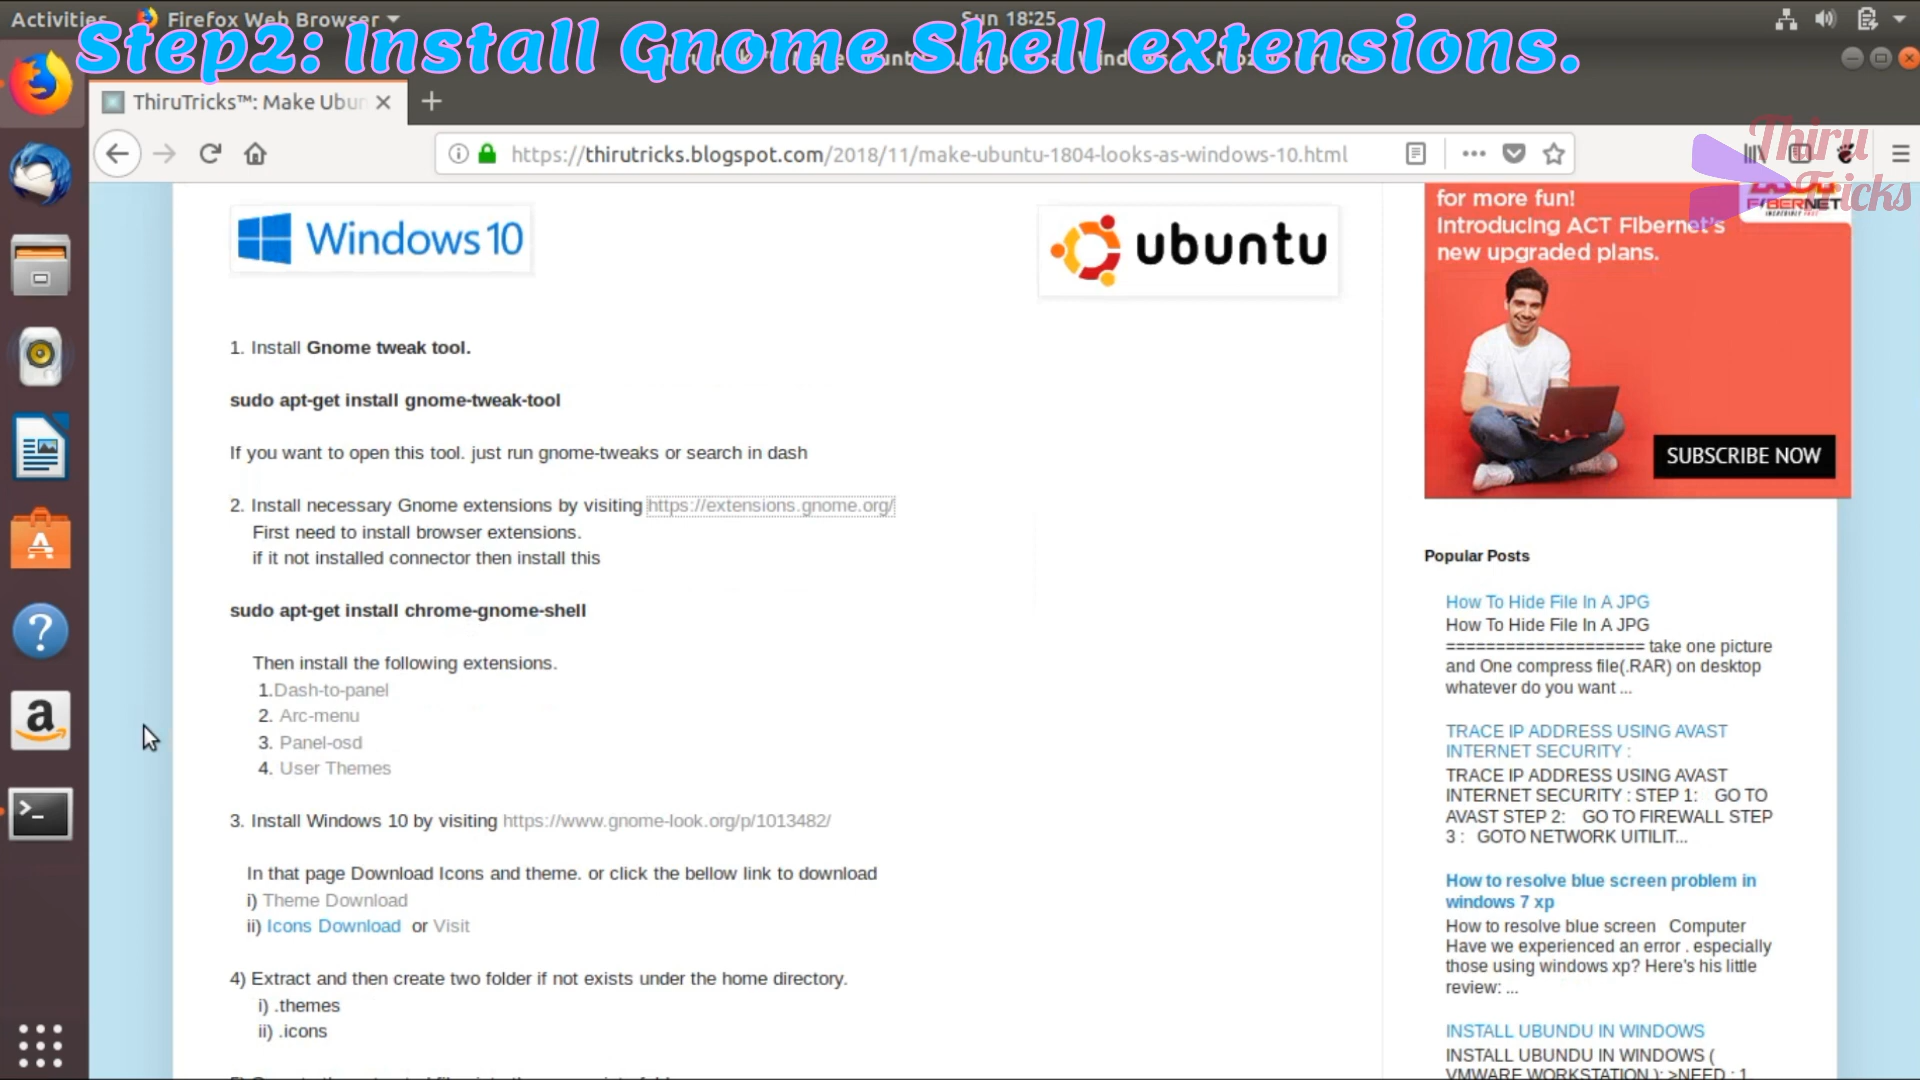 Activities
Firefox Web Browser
Sun 18:25
Step2: Install Gnome Shell extensions.
ThiruTricks™: Make Ubun
https://thirutricks.blogspot.com/2018/11/make-ubuntu-1804-looks-as-windows-10.html
Thiru
Tricks
Windows 10
ubuntu
1. Install Gnome tweak tool.
sudo apt-get install gnome-tweak-tool
If you want to open this tool. just run gnome-tweaks or search in dash
2. Install necessary Gnome extensions by visiting https://extensions.gnome.org/
First need to install browser extensions.
if it not installed connector then install this
sudo apt-get install chrome-gnome-shell
Then install the following extensions.
1.Dash-to-panel
2. Arc-menu
3. Panel-osd
4. User Themes
3. Install Windows 10 by visiting https://www.gnome-look.org/p/1013482/
In that page Download Icons and theme. or click the bellow link to download
i) Theme Download
ii) Icons Download or Visit
4) Extract and then create two folder if not exists under the home directory.
i) .themes
ii) .icons
for more fun!
Introducing ACT Fibernet's
new upgraded plans.
FIBERNET
SUBSCRIBE NOW
Popular Posts
How To Hide File In A JPG
How To Hide File In A JPG
==================== take one picture
and One compress file(.RAR) on desktop
whatever do you want ...
TRACE IP ADDRESS USING AVAST
INTERNET SECURITY :
TRACE IP ADDRESS USING AVAST
INTERNET SECURITY : STEP 1: GO TO
AVAST STEP 2: GO TO FIREWALL STEP
3 : GOTO NETWORK UITILIT...
How to resolve blue screen problem in
windows 7 xp
How to resolve blue screen Computer
Have we experienced an error . especially
those using windows xp? Here's his little
review: ...
INSTALL UBUNDU IN WINDOWS
INSTALL UBUNDU IN WINDOWS (
VMWARE WORKSTATION ): >NEED : 1.